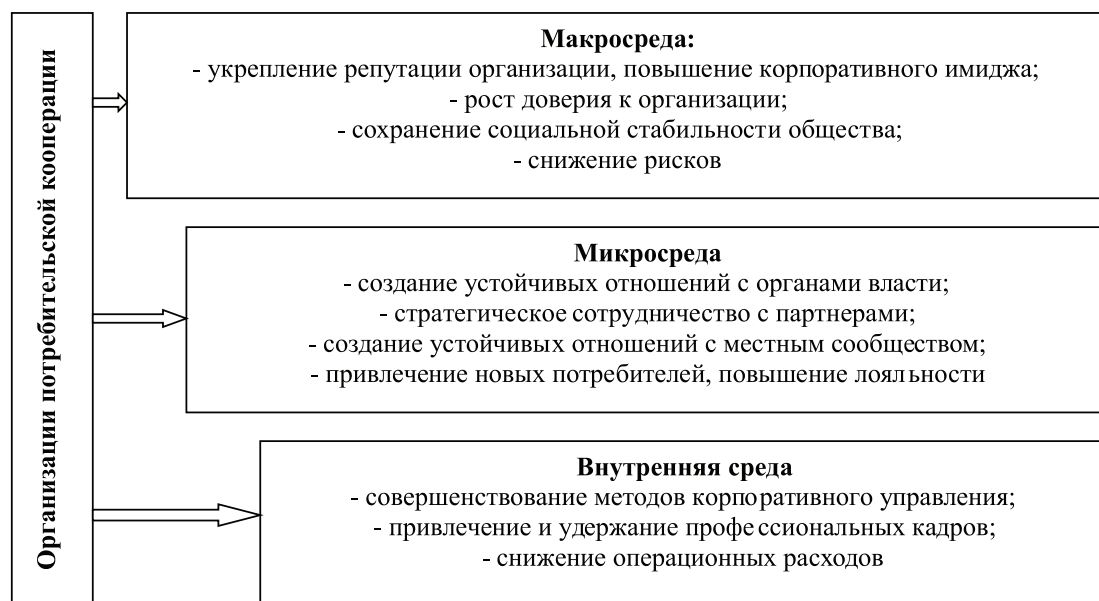 Организации потребительской кооперации
Макросреда:
- укрепление репутации организации, повышение корпоративного имиджа;
- рост доверия к организации;
- сохранение социальной стабильности общества;
- снижение рисков
Микросреда
- создание устойчивых отношений с органами власти;
- стратегическое сотрудничество с партнерами;
- создание устойчивых отношений с местным сообществом;
- привлечение новых потребителей, повышение лояльности
Внутренняя среда
- совершенствование методов корпоративного управления;
- привлечение и удержание профессиональных кадров;
- снижение операционных расходов